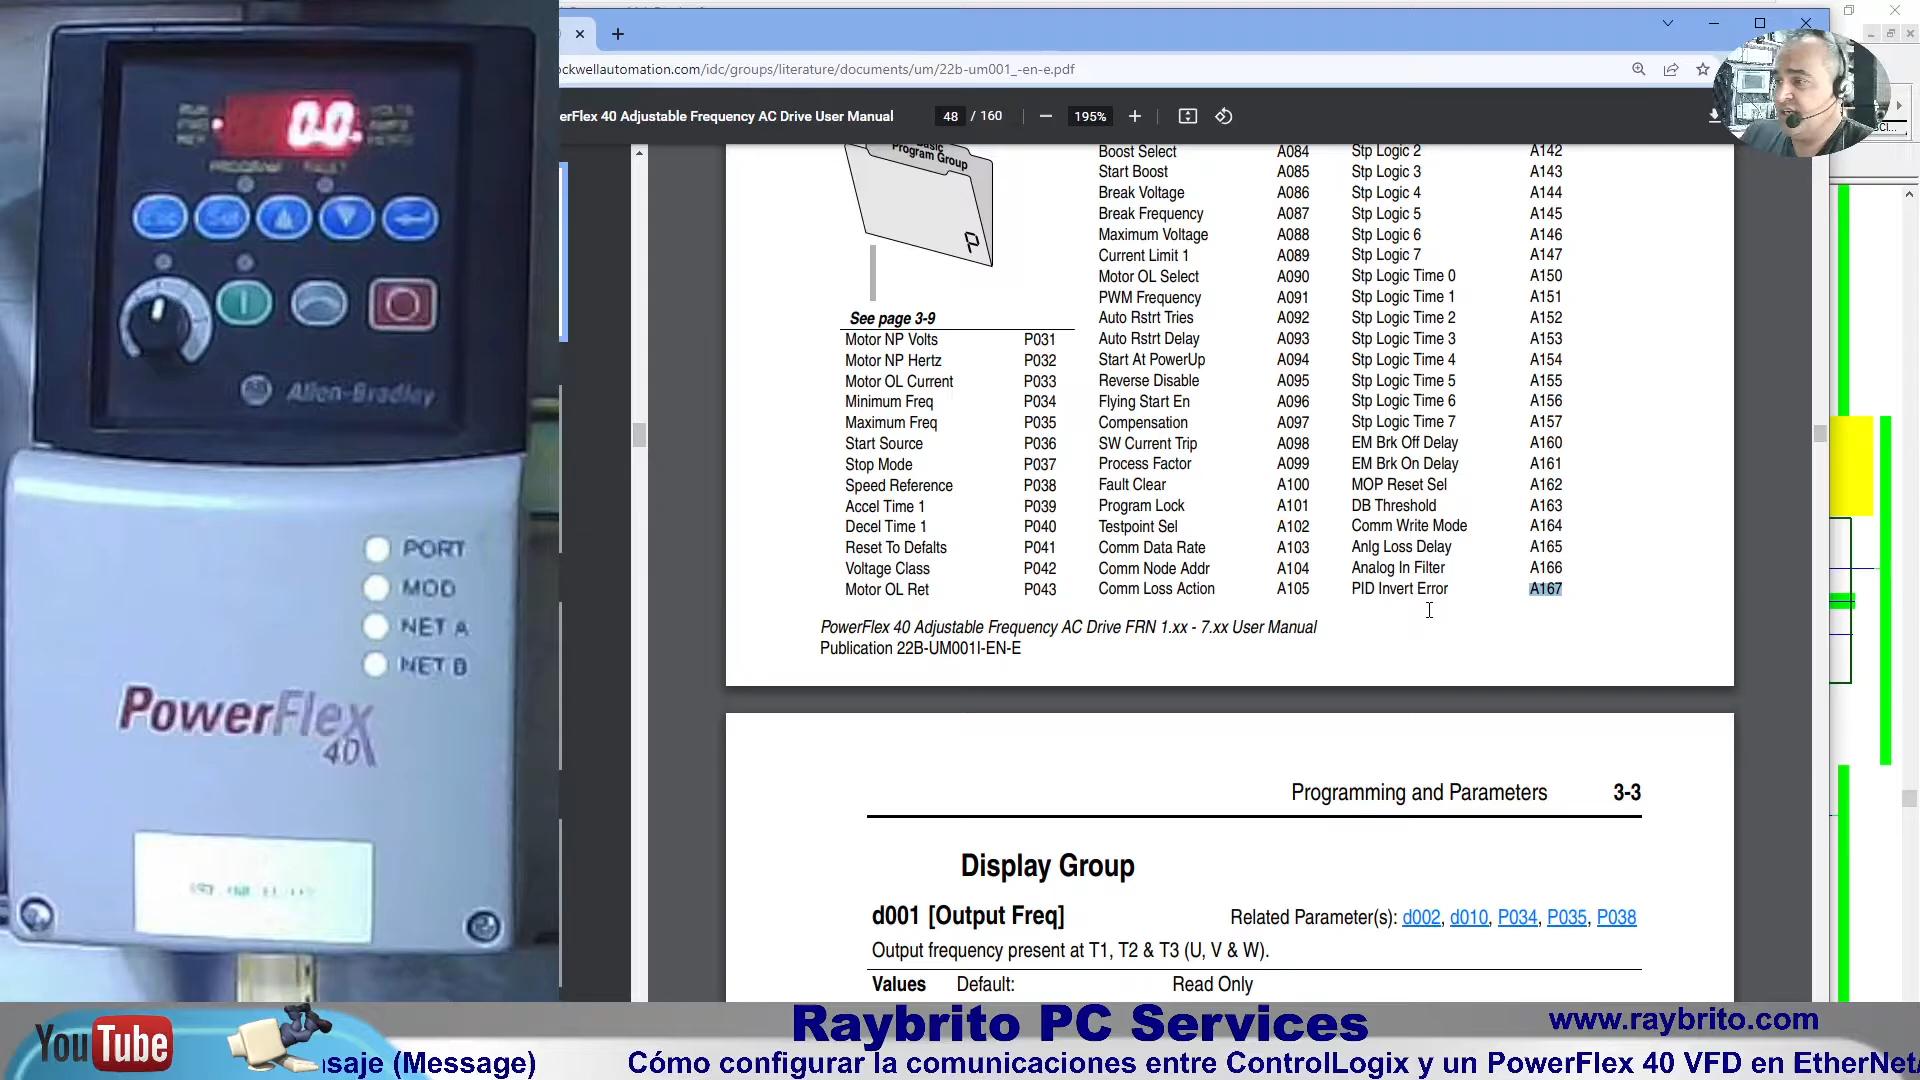 ockwellautomation.com/idc/groups/literature/documents/um/22b-um001_-en-e.pdf
erFlex 40 Adjustable Frequency AC Drive User Manual
48 / 160
195%
Basic
Program Group
P
See page 3-9
Motor NP Volts P031
Motor NP Hertz P032
Motor OL Current P033
Minimum Freq P034
Maximum Freq P035
Start Source P036
Stop Mode P037
Speed Reference P038
Accel Time 1 P039
Decel Time 1 P040
Reset To Defalts P041
Voltage Class P042
Motor OL Ret P043
Boost Select A084
Start Boost A085
Break Voltage A086
Break Frequency A087
Maximum Voltage A088
Current Limit 1 A089
Motor OL Select A090
PWM Frequency A091
Auto Rstrt Tries A092
Auto Rstrt Delay A093
Start At PowerUp A094
Reverse Disable A095
Flying Start En A096
Compensation A097
SW Current Trip A098
Process Factor A099
Fault Clear A100
Program Lock A101
Testpoint Sel A102
Comm Data Rate A103
Comm Node Addr A104
Comm Loss Action A105
Stp Logic 2 A142
Stp Logic 3 A143
Stp Logic 4 A144
Stp Logic 5 A145
Stp Logic 6 A146
Stp Logic 7 A147
Stp Logic Time 0 A150
Stp Logic Time 1 A151
Stp Logic Time 2 A152
Stp Logic Time 3 A153
Stp Logic Time 4 A154
Stp Logic Time 5 A155
Stp Logic Time 6 A156
Stp Logic Time 7 A157
EM Brk Off Delay A160
EM Brk On Delay A161
MOP Reset Sel A162
DB Threshold A163
Comm Write Mode A164
Anlg Loss Delay A165
Analog In Filter A166
PID Invert Error A167
PowerFlex 40 Adjustable Frequency AC Drive FRN 1.xx - 7.xx User Manual
Publication 22B-UM001I-EN-E
Programming and Parameters 3-3
Display Group
d001 [Output Freq] Related Parameter(s): d002, d010, P034, P035, P038
Output frequency present at T1, T2 & T3 (U, V & W).
Values Default: Read Only
0.0.
VOLTS
PROGRAM FAULT
Esc Sel
Allen-Bradley
PORT
MOD
NET A
NET B
PowerFlex
40
YouTube
Raybrito PC Services
www.raybrito.com
saje (Message) Cómo configurar la comunicaciones entre ControlLogix y un PowerFlex 40 VFD en EtherNet/